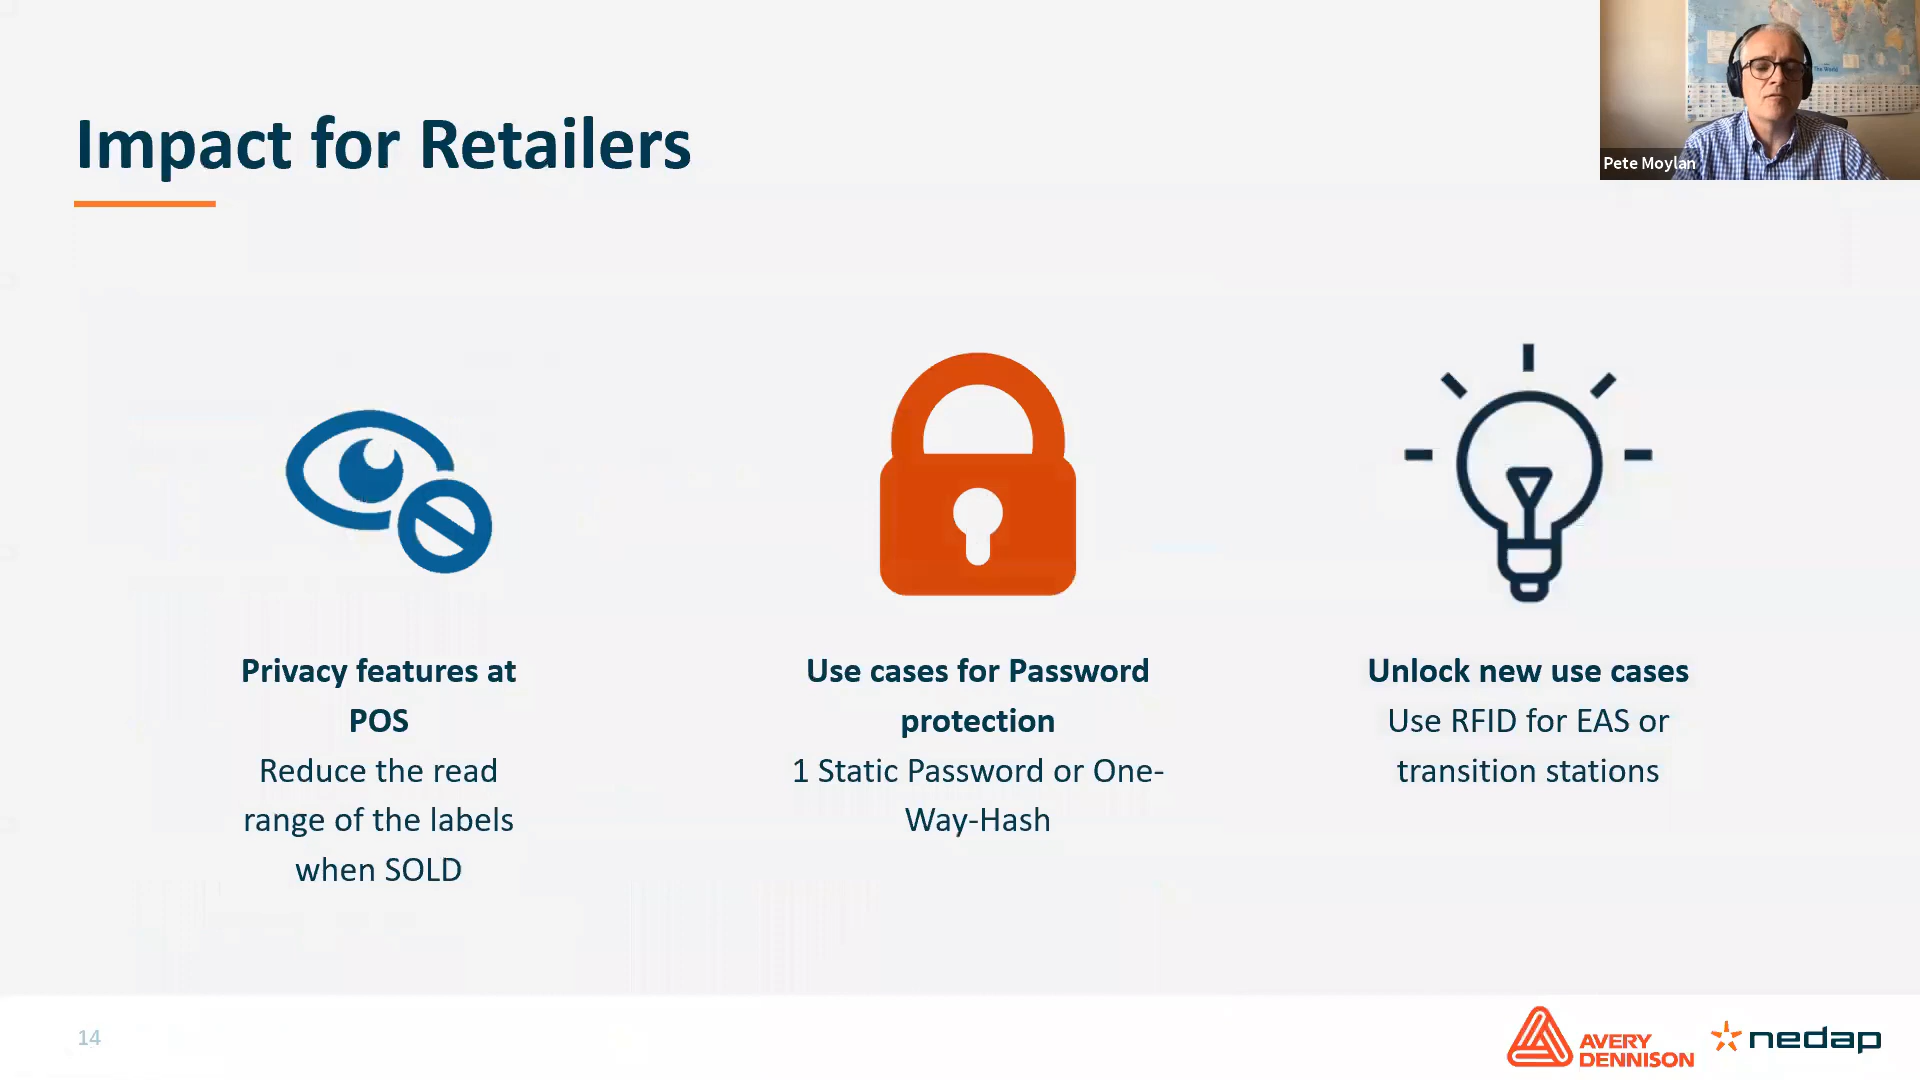 Impact for Retailers
Pete Moylan
Privacy features at
POS
Reduce the read
range of the labels
when SOLD
Use cases for Password
protection
1 Static Password or One-
Way-Hash
Unlock new use cases
Use RFID for EAS or
transition stations
14
AVERY
DENNISON
nedap